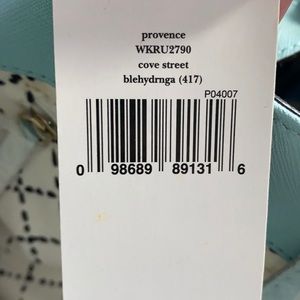 provence
WKRU2790
cove street
blehydrnga (417)
P04007
0 98689 89131 6